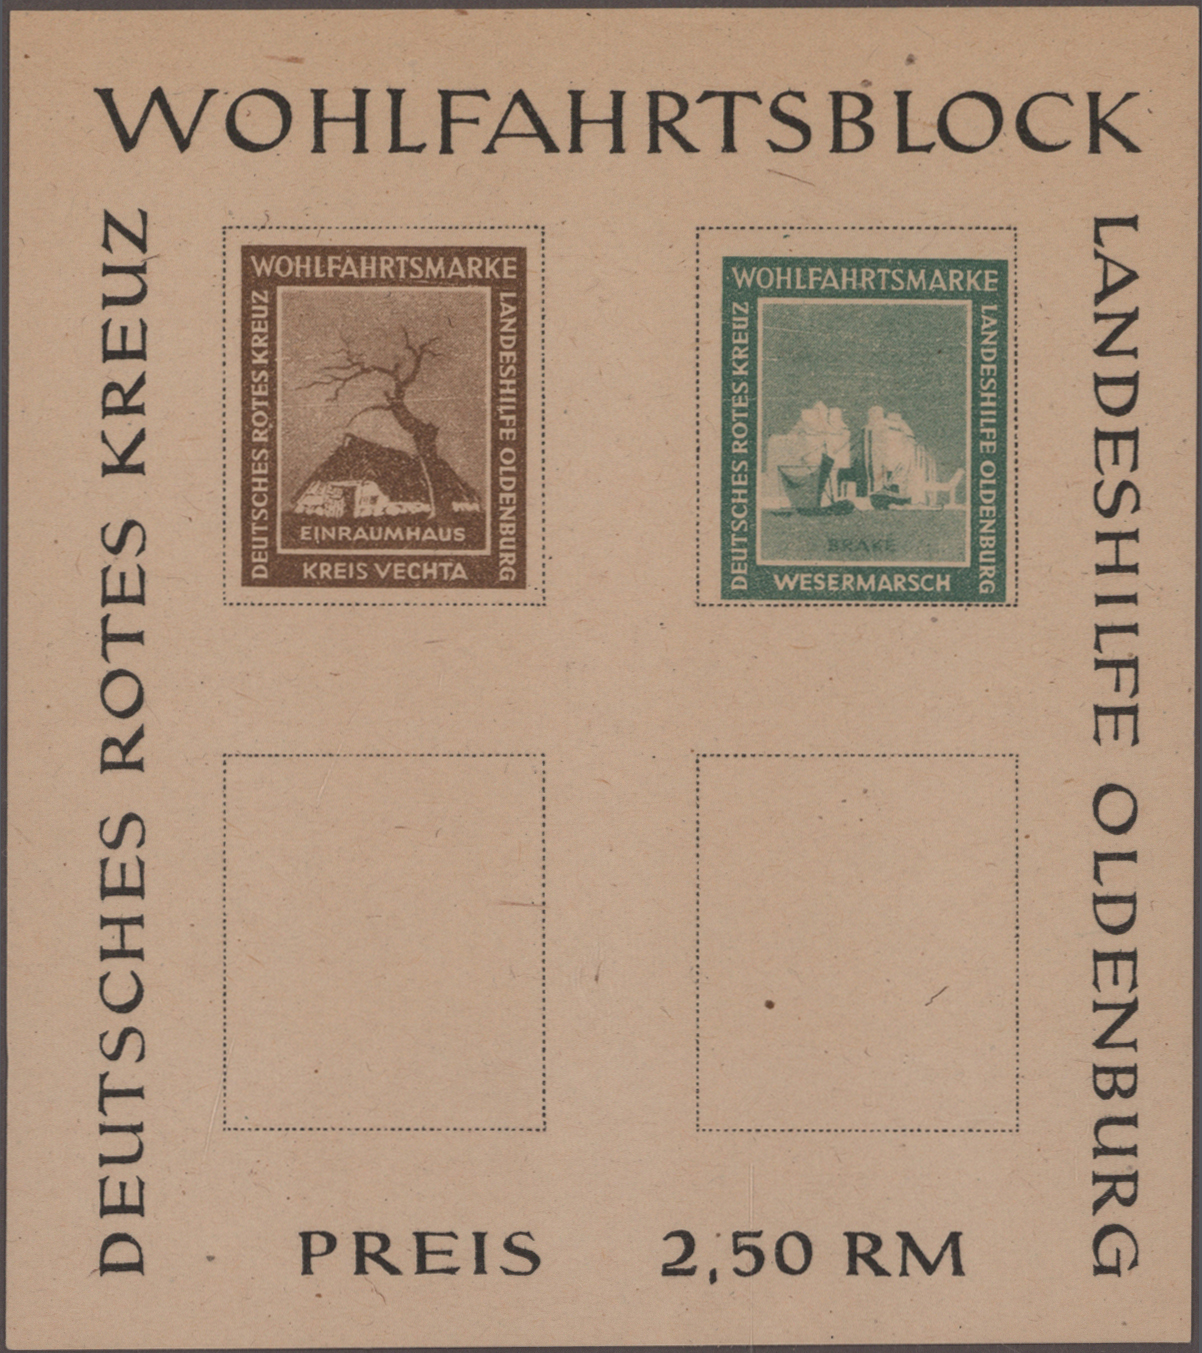 WOHLFAHRTSBLOCK
DEUTSCHES ROTES KREUZ
WOHLFAHRTSMARKE
DEUTSCHES ROTES KREUZ
LANDESHILFE OLDENBURG
EINRAUMHAUS
KREIS VECHTA
WOHLFAHRTSMARKE
DEUTSCHES ROTES KREUZ
LANDESHILFE OLDENBURG
BRAKE
WESERMARSCH
LANDESHILFE OLDENBURG
PREIS 2,50 RM